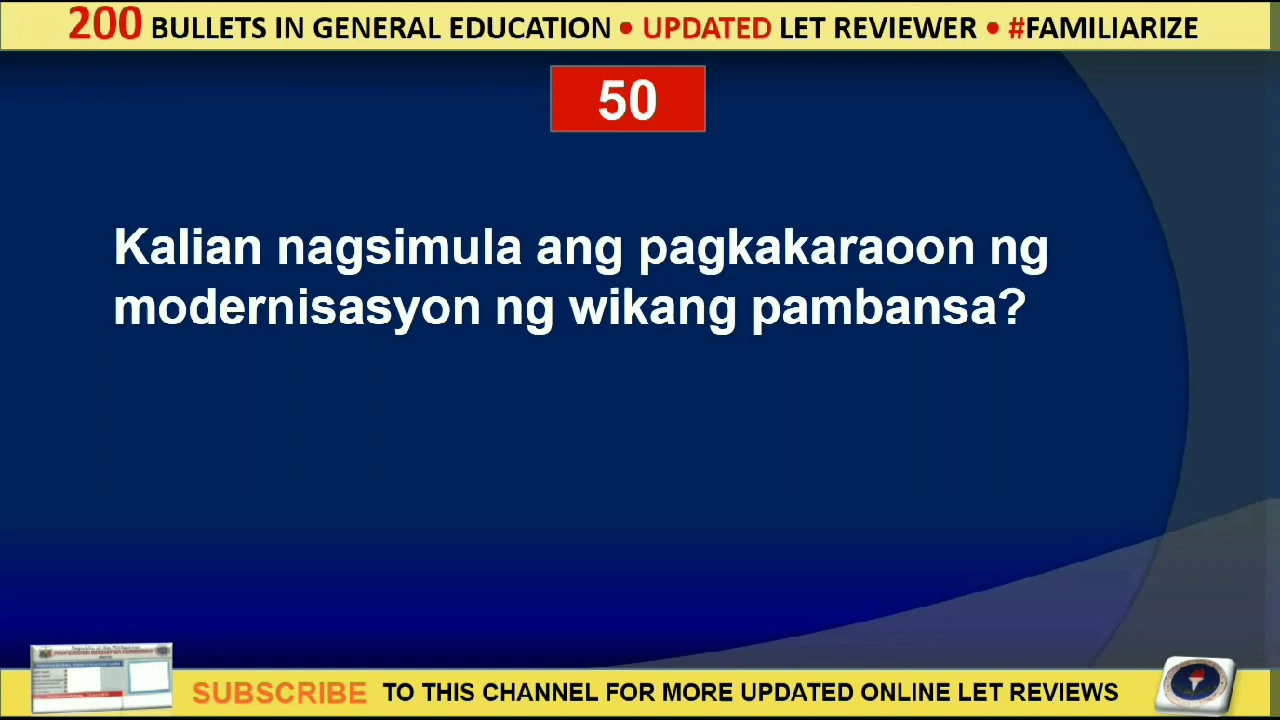 200 BULLETS IN GENERAL EDUCATION • UPDATED LET REVIEWER • #FAMILIARIZE
50
Kalian nagsimula ang pagkakaraoon ng
modernisasyon ng wikang pambansa?
SUBSCRIBE TO THIS CHANNEL FOR MORE UPDATED ONLINE LET REVIEWS